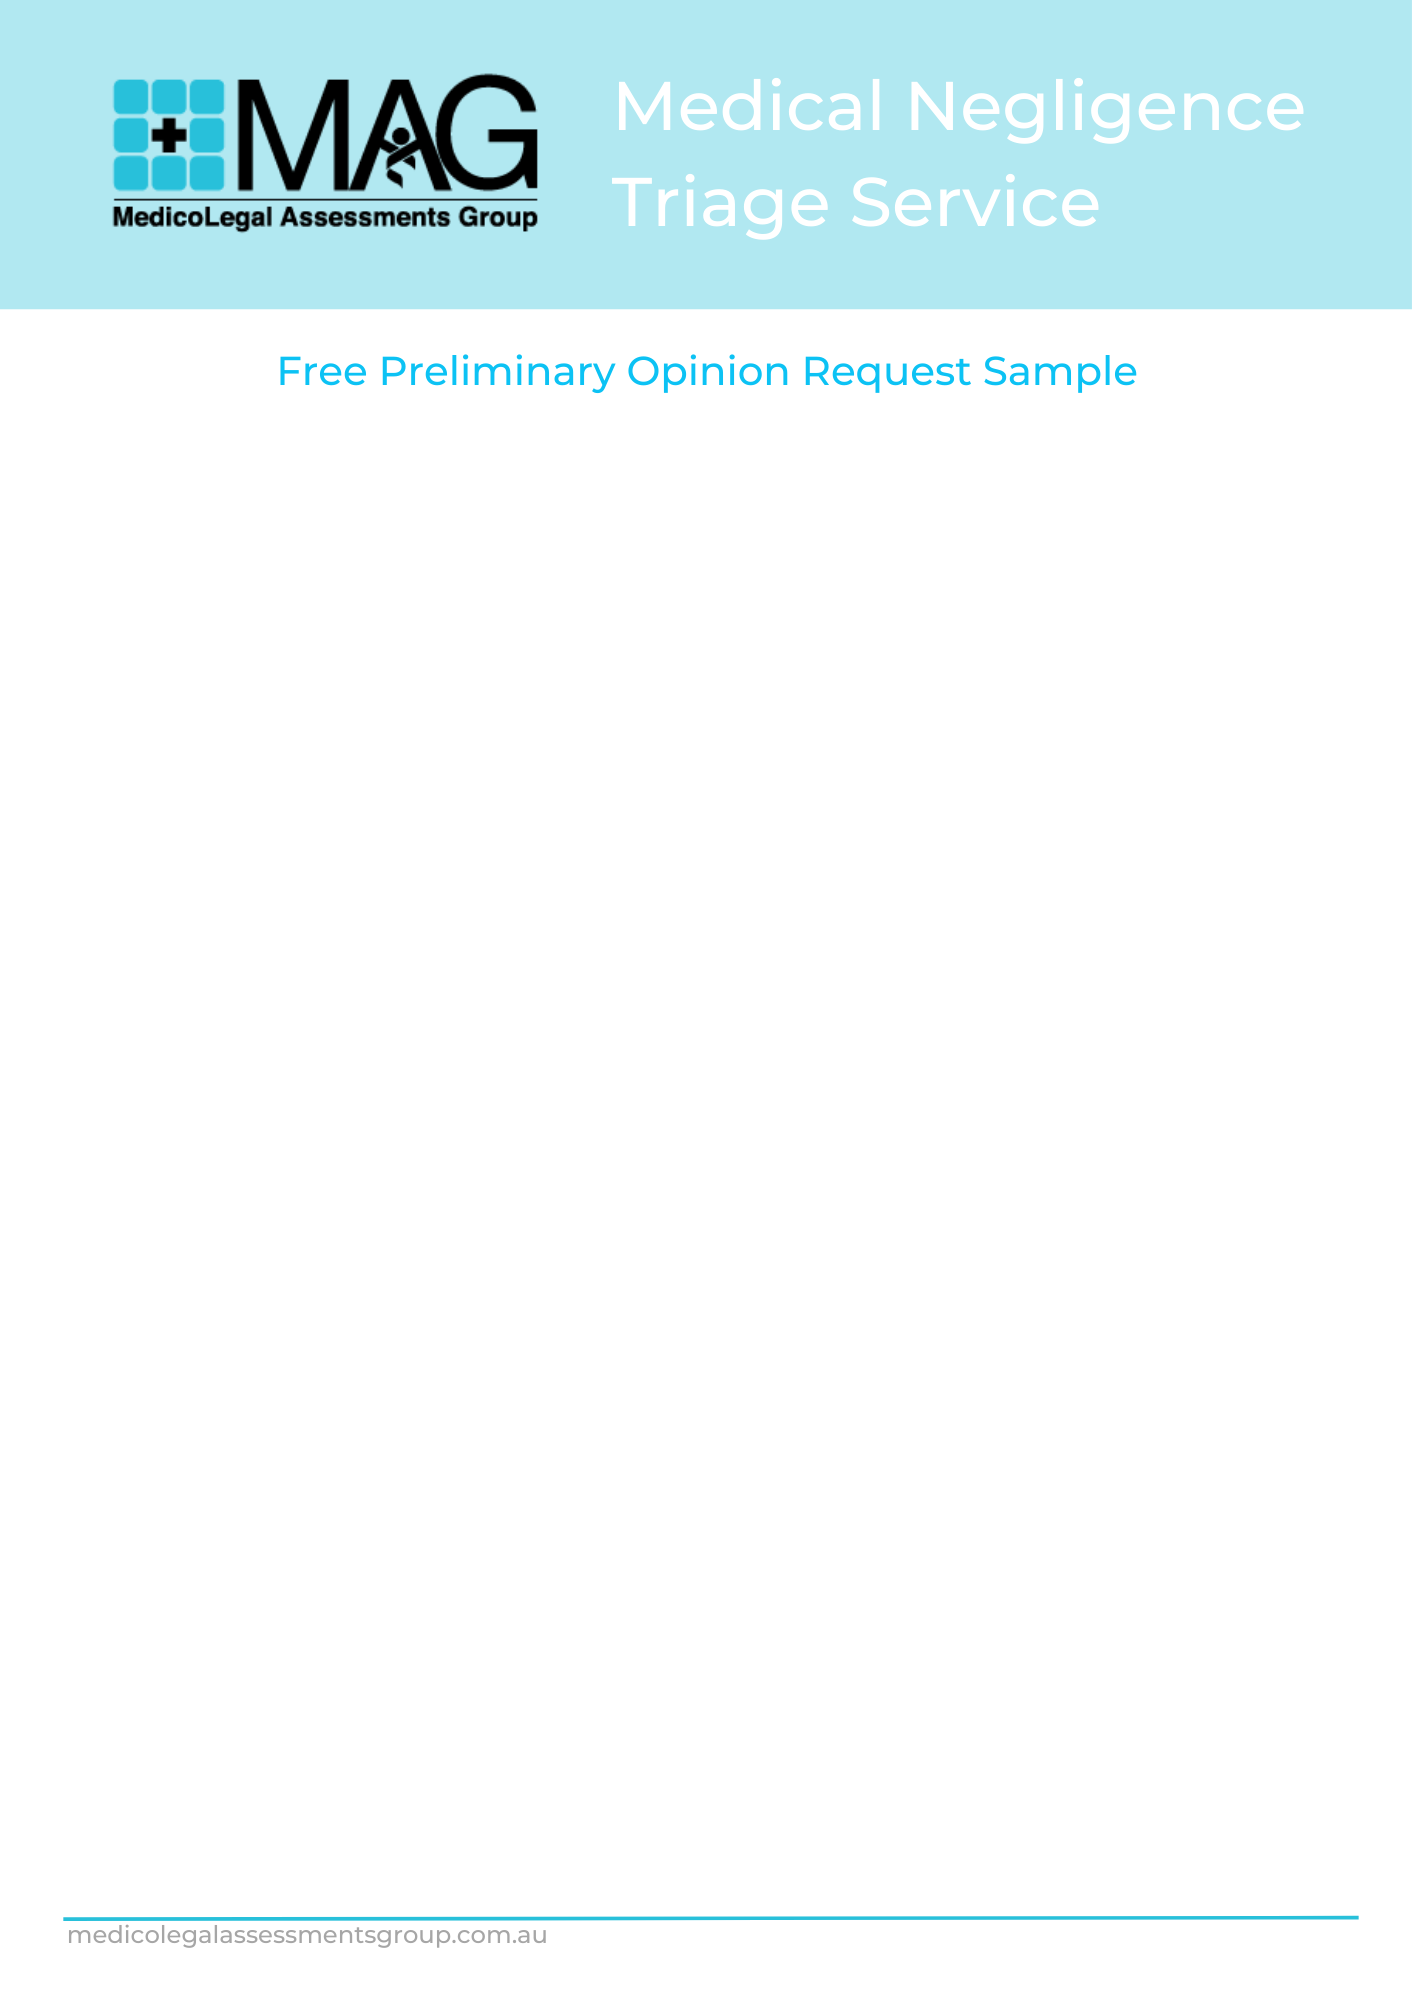 MAG
MedicoLegal Assessments Group
Medical Negligence
Triage Service
Free Preliminary Opinion Request Sample
medicolegalassessmentsgroup.com.au